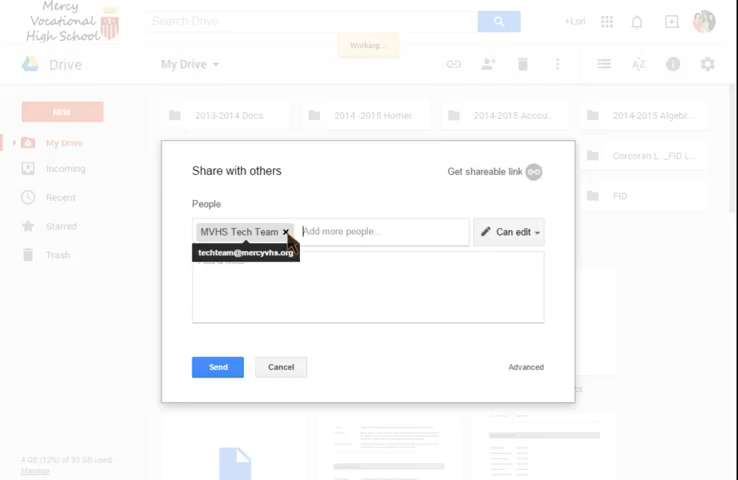 Mercy
Vocational
High School
Search Drive
+Lori
Working...
Drive
My Drive
NEW
My Drive
Incoming
Recent
Starred
Trash
2013-2014 Docs
2014 -2015 Homer...
2014-2015 Accou...
2014-2015 Algebr...
Corcoran L. _FID L...
FID
Share with others
Get shareable link
People
MVHS Tech Team
Add more people...
Can edit
techteam@mercyvhs.org
Send
Cancel
Advanced
Manage